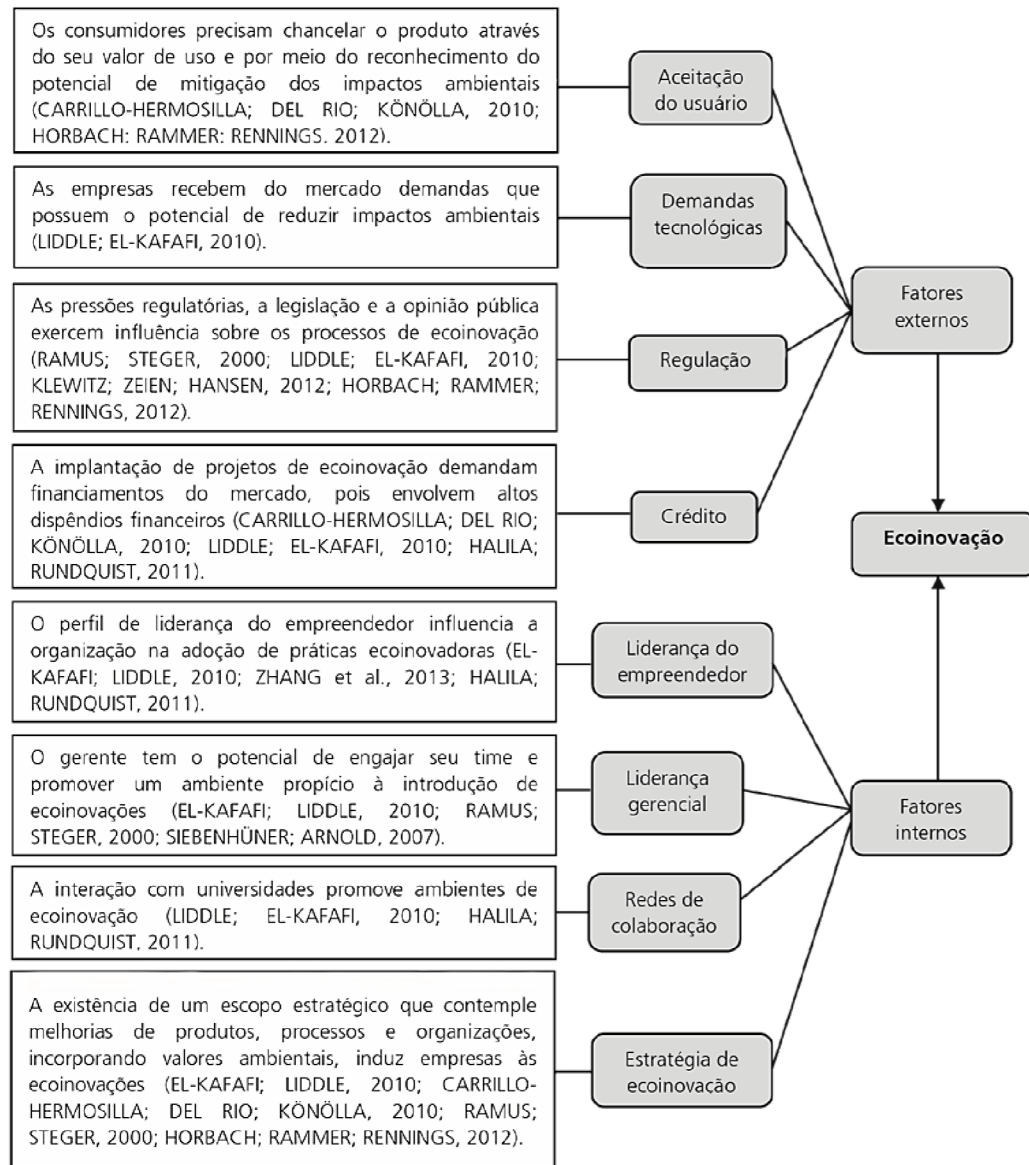 Os consumidores precisam chancelar o produto através
do seu valor de uso e por meio do reconhecimento do
potencial de mitigação dos impactos ambientais
(CARRILLO-HERMOSILLA; DEL RIO; KÖNÖLLA, 2010;
HORBACH: RAMMER: RENNINGS. 2012).
Aceitação
do usuário
As empresas recebem do mercado demandas que
possuem o potencial de reduzir impactos ambientais
(LIDDLE; EL-KAFAFI, 2010).
Demandas
tecnológicas
As pressões regulatórias, a legislação e a opinião pública
exercem influência sobre os processos de ecoinovação
(RAMUS; STEGER, 2000; LIDDLE; EL-KAFAFI, 2010;
KLEWITZ; ZEIEN; HANSEN, 2012; HORBACH; RAMMER;
RENNINGS, 2012).
Regulação
A implantação de projetos de ecoinovação demandam
financiamentos do mercado, pois envolvem altos
dispêndios financeiros (CARRILLO-HERMOSILLA; DEL RIO;
KÖNÖLLA, 2010; LIDDLE; EL-KAFAFI, 2010; HALILA;
RUNDQUIST, 2011).
Crédito
Fatores
externos
Ecoinovação
O perfil de liderança do empreendedor influencia a
organização na adoção de práticas ecoinovadoras (EL-
KAFAFI; LIDDLE, 2010; ZHANG et al., 2013; HALILA;
RUNDQUIST, 2011).
Liderança do
empreendedor
O gerente tem o potencial de engajar seu time e
promover um ambiente propício à introdução de
ecoinovações (EL-KAFAFI; LIDDLE, 2010; RAMUS;
STEGER, 2000; SIEBENHÜNER; ARNOLD, 2007).
Liderança
gerencial
Fatores
internos
A interação com universidades promove ambientes de
ecoinovação (LIDDLE; EL-KAFAFI, 2010; HALILA;
RUNDQUIST, 2011).
Redes de
colaboração
A existência de um escopo estratégico que contemple
melhorias de produtos, processos e organizações,
incorporando valores ambientais, induz empresas às
ecoinovações (EL-KAFAFI; LIDDLE, 2010; CARRILLO-
HERMOSILLA; DEL RIO; KÖNÖLLA, 2010; RAMUS;
STEGER, 2000; HORBACH; RAMMER; RENNINGS, 2012).
Estratégia de
ecoinovação